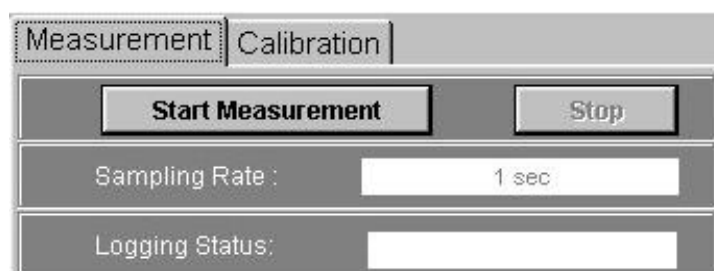 Measurement Calibration
Start Measurement Stop
Sampling Rate : 1 sec
Logging Status: